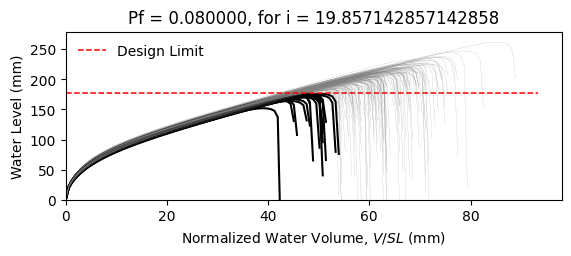 Pf = 0.080000, for i = 19.857142857142858
Water Level (mm)
250
200
150
100
50
0
Design Limit
0 20 40 60 80
Normalized Water Volume, V/SL (mm)